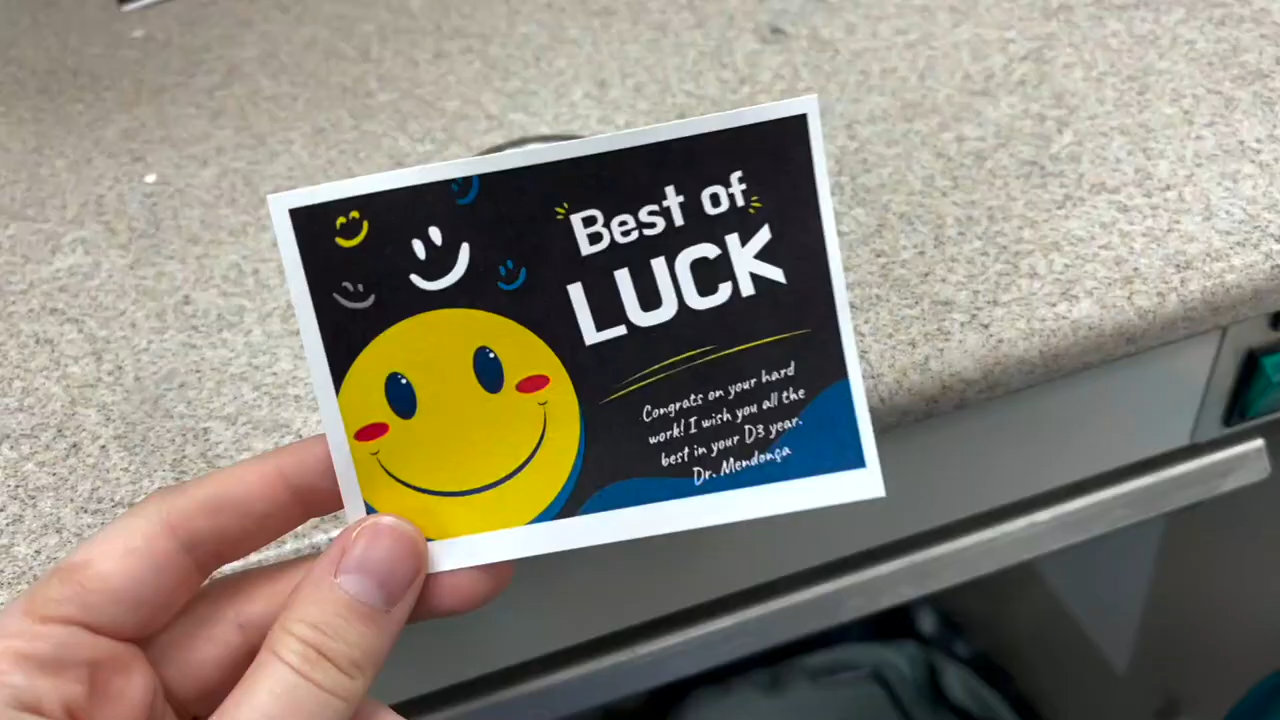 Best of
LUCK
Congrats on your hard
work! I wish you all the
best in your D3 year.
Dr. Mendonça